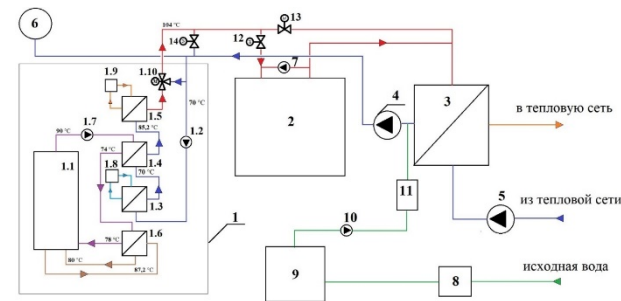 6
104 °C
13
14
12
1.9
1.10
7
4
3
70 °C
1.5
2
в тепловую сеть
85,2 °C
1.2
90 °C
1.7
1.1
74 °C
1.4
1.8
70 °C
11
1.3
5
из тепловой сети
10
78 °C
1.6
1
исходная вода
80 °C
9
8
87,2 °C